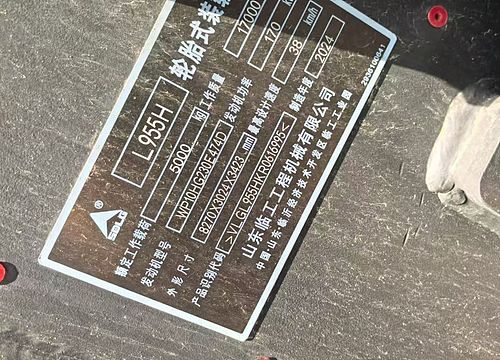 SDLG ®
L955H 轮胎式装
额定工作载荷 5000 kg 工作质量 17000
发动机型号 WP10HG230E474D 发动机功率 170
外形尺寸 8770X3024X3423 mm 最高设计速度 38 km/h
产品识别代码 >VLGL955HKR0616995< 制造年度 2024
山东临工工程机械有限公司
中国山东临沂经济技术开发区临工工业园